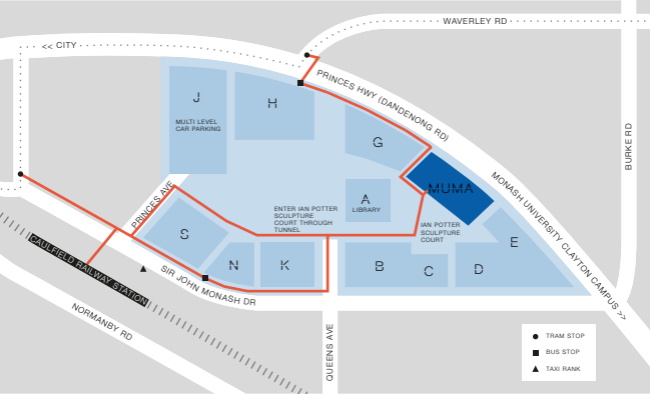 WAVERLEY RD
<< CITY
PRINCES HWY (DANDENONG RD)
J
MULTI LEVEL
CAR PARKING
H
G
BURKE RD
MUMA
MONASH UNIVERSITY CLAYTON CAMPUS >>
A
LIBRARY
PRINCES AVE
ENTER IAN POTTER
SCULPTURE
COURT THROUGH
TUNNEL
IAN POTTER
SCULPTURE
COURT
S
E
N
K
B
C
D
CAULFIELD RAILWAY STATION
SIR JOHN MONASH DR
NORMANBY RD
QUEENS AVE
TRAM STOP
BUS STOP
TAXI RANK